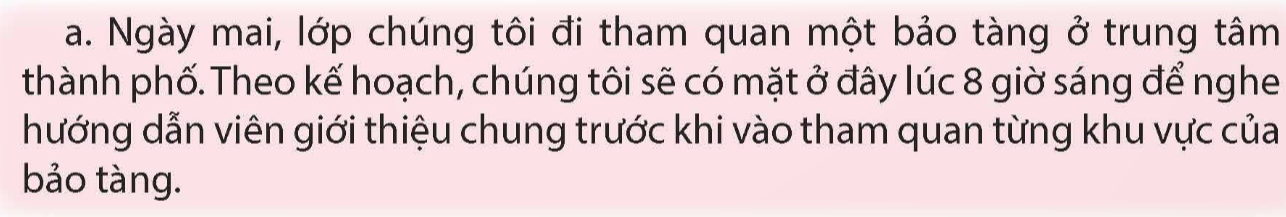 a. Ngày mai, lớp chúng tôi đi tham quan một bảo tàng ở trung tâm
thành phố. Theo kế hoạch, chúng tôi sẽ có mặt ở đây lúc 8 giờ sáng để nghe
hướng dẫn viên giới thiệu chung trước khi vào tham quan từng khu vực của
bảo tàng.